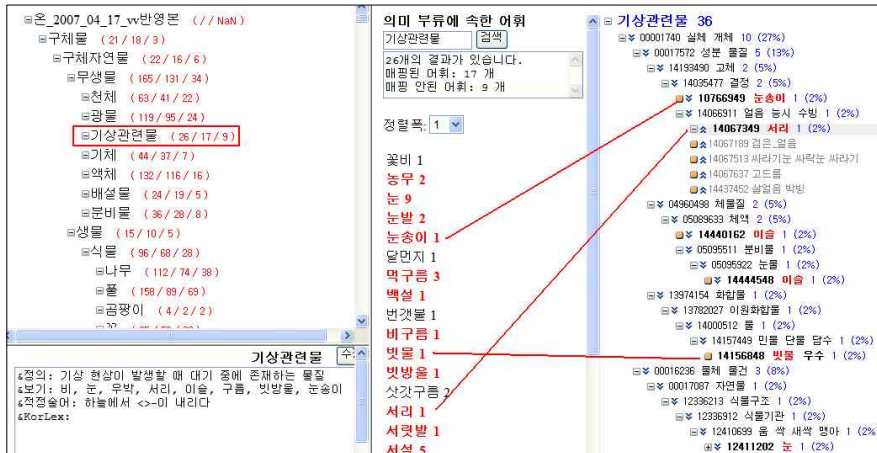 온_2007_04_17_vv반영본 ( / / NaN )
구체물 ( 21 / 18 / 3 )
구체자연물 ( 22 / 16 / 6 )
무생물 ( 165 / 131 / 34 )
천체 ( 63 / 41 / 22 )
광물 ( 119 / 95 / 24 )
기상관련물 ( 26 / 17 / 9 )
기체 ( 44 / 37 / 7 )
액체 ( 132 / 116 / 16 )
배설물 ( 24 / 19 / 5 )
분비물 ( 36 / 28 / 8 )
생물 ( 15 / 10 / 5 )
식물 ( 96 / 68 / 28 )
나무 ( 112 / 74 / 38 )
풀 ( 158 / 89 / 69 )
곰팡이 ( 4 / 2 / 2 )
기상관련물
&정의: 기상 현상이 발생할 때 대기 중에 존재하는 물질
&보기: 비, 눈, 우박, 서리, 이슬, 구름, 빗방울, 눈송이
&적정술어: 하늘에서 <>-이 내리다
&KorLex:
의미 부류에 속한 어휘
기상관련물 검색
26개의 결과가 있습니다.
매핑된 어휘: 17 개
매핑 안된 어휘: 9 개
정렬폭: 1
꽃비 1
농무 2
눈 9
눈발 2
눈송이 1
달먼지 1
먹구름 3
백설 1
번갯불 1
비구름 1
빗물 1
빗방울 1
삿갓구름 2
서리 1
서릿발 1
서설 5
기상관련물 36
00001740 실체 개체 10 (27%)
00017572 성분 물질 5 (13%)
14193490 고체 2 (5%)
14035477 결정 2 (5%)
10766949 눈송이 1 (2%)
14066911 얼음 능시 수빙 1 (2%)
14067349 서리 1 (2%)
14067189 검은_얼음
14067513 싸라기눈 싸락눈 싸라기
14067637 고드름
14437452 살얼음 박빙
04960498 체물질 2 (5%)
05089633 체액 2 (5%)
14440162 이슬 1 (2%)
05095511 분비물 1 (2%)
05095922 눈물 1 (2%)
14444548 이슬 1 (2%)
13974154 화합물 1 (2%)
13782027 이원화합물 1 (2%)
14000512 물 1 (2%)
14157449 민물 단물 담수 1 (2%)
14156848 빗물 우수 1 (2%)
00016236 물체 물건 3 (8%)
00017087 자연물 1 (2%)
12336213 식물구조 1 (2%)
12336912 식물기관 1 (2%)
12410699 움 싹 새싹 맹아 1 (2%
12411202 눈 1 (2%)